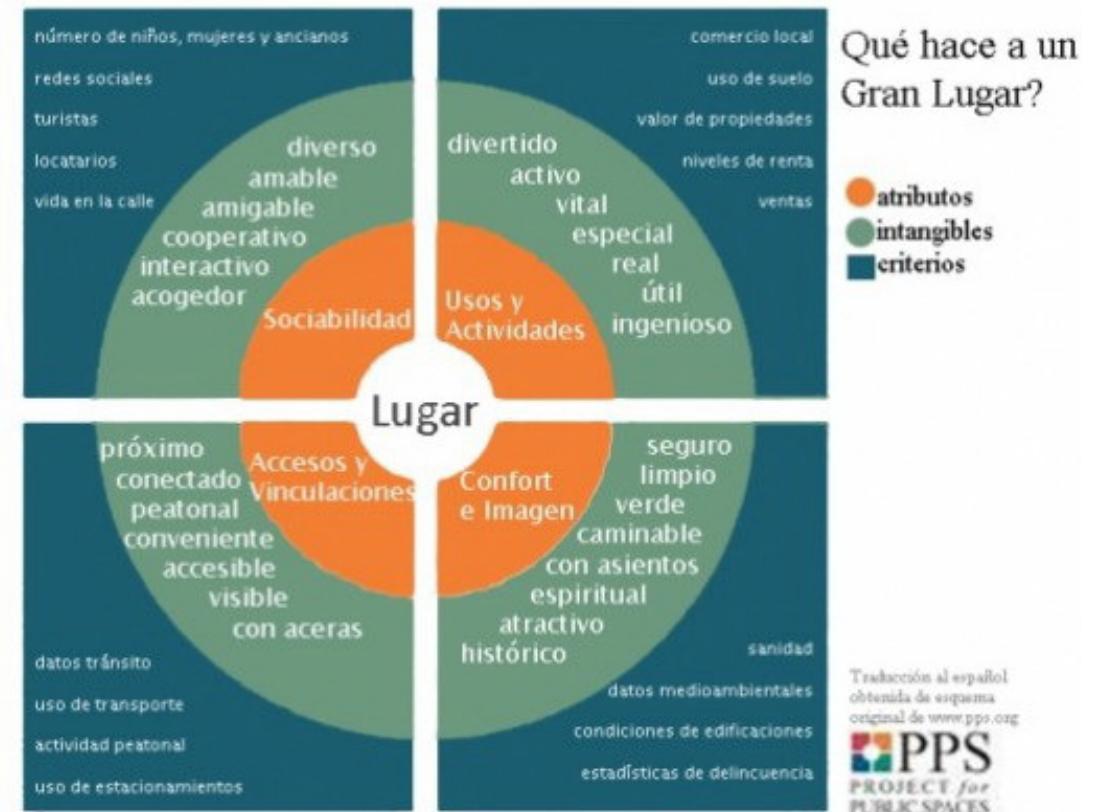 número de niños, mujeres y ancianos
redes sociales
turistas
locatarios
vida en la calle
diverso
amable
amigable
cooperativo
interactivo
acogedor
Sociabilidad
comercio local
uso de suelo
valor de propiedades
niveles de renta
ventas
divertido
activo
vital
especial
real
útil
ingenioso
Usos y
Actividades
Lugar
próximo
conectado
peatonal
conveniente
accesible
visible
con aceras
Accesos y
Vinculaciones
datos tránsito
uso de transporte
actividad peatonal
uso de estacionamientos
Confort
e Imagen
seguro
limpio
verde
caminable
con asientos
espiritual
atractivo
histórico
sanidad
datos medioambientales
condiciones de edificaciones
estadísticas de delincuencia
Qué hace a un
Gran Lugar?
atributos
intangibles
criterios
Traducción al español
obtenida de esquema
original de www.pps.org
PPS
PROJECT for
PUBLIC SPACES